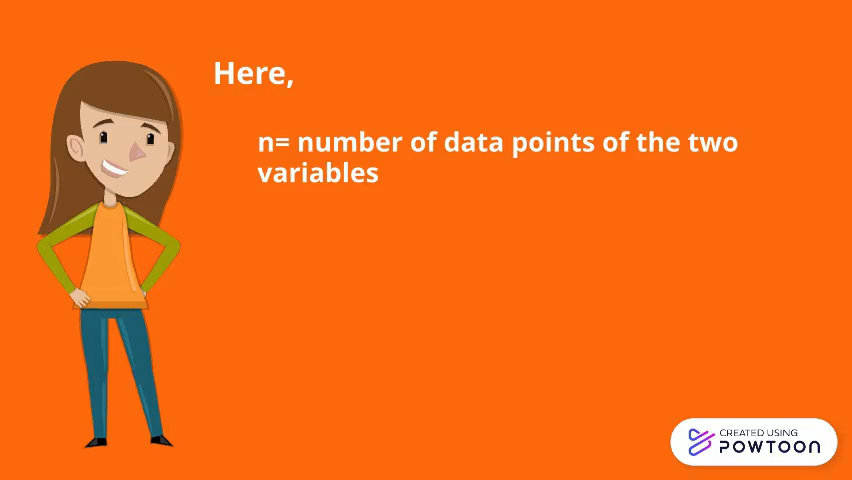 Here,
n= number of data points of the two
variables
CREATED USING
POWTOON